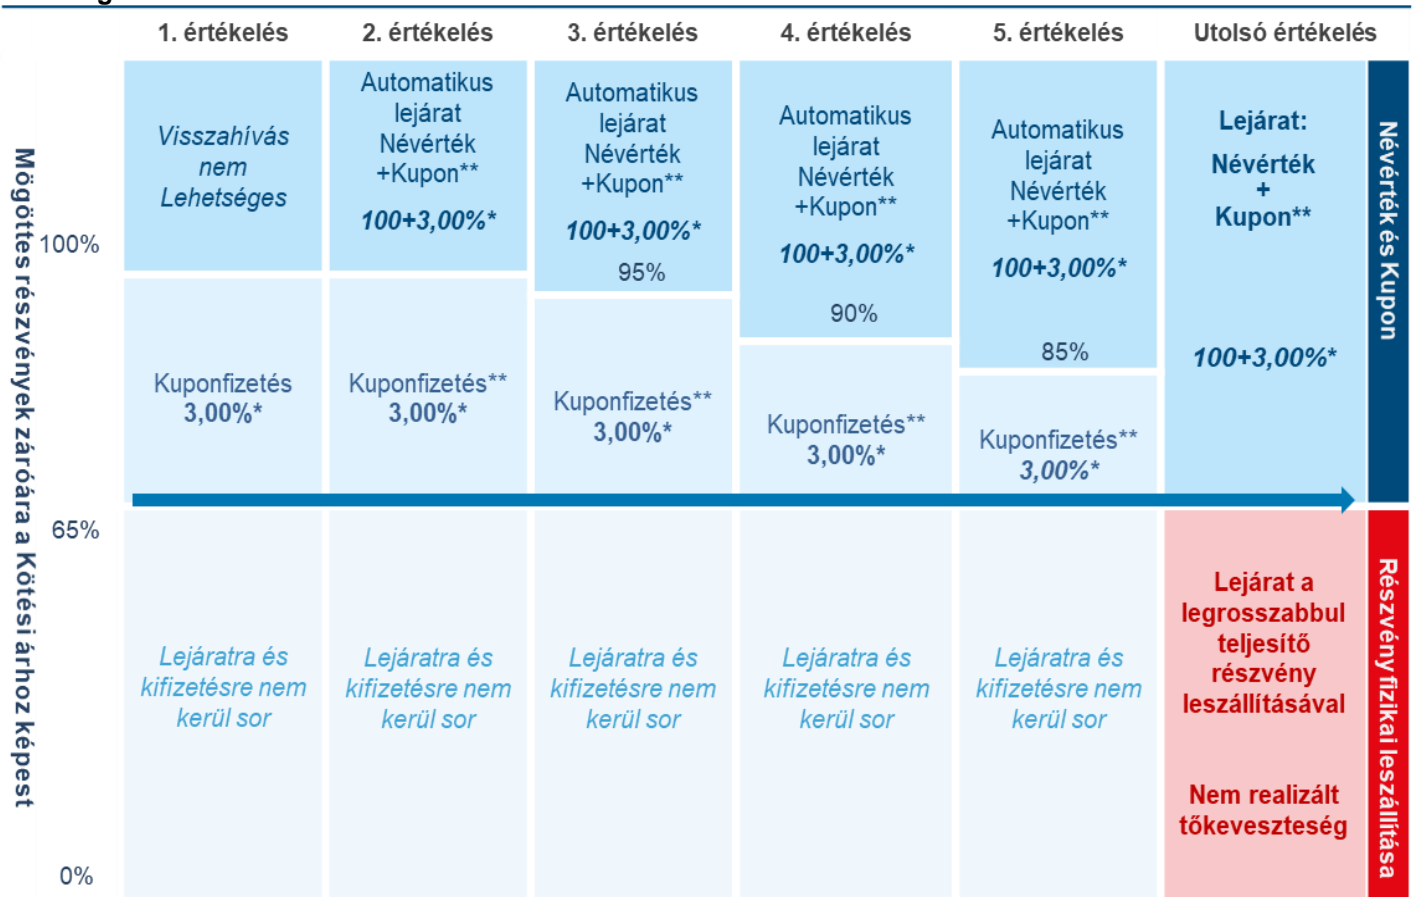 1. értékelés
2. értékelés
3. értékelés
4. értékelés
5. értékelés
Utolsó értékelés
Mögöttes részvények záróára a Kötési árhoz képest
100%
65%
0%
Visszahívás
nem
Lehetséges
Automatikus
lejárat
Névérték
+Kupon**
100+3,00%*
Automatikus
lejárat
Névérték
+Kupon**
100+3,00%*
95%
Automatikus
lejárat
Névérték
+Kupon**
100+3,00%*
90%
Automatikus
lejárat
Névérték
+Kupon**
100+3,00%*
85%
Lejárat:
Névérték
+
Kupon**
100+3,00%*
Névérték és Kupon
Kuponfizetés
3,00%*
Kuponfizetés**
3,00%*
Kuponfizetés**
3,00%*
Kuponfizetés**
3,00%*
Kuponfizetés**
3,00%*
Lejáratra és
kifizetésre nem
kerül sor
Lejáratra és
kifizetésre nem
kerül sor
Lejáratra és
kifizetésre nem
kerül sor
Lejáratra és
kifizetésre nem
kerül sor
Lejáratra és
kifizetésre nem
kerül sor
Lejárat a
legrosszabbul
teljesítő
részvény
leszállításával
Nem realizált
tőkeveszteség
Részvény fizikai leszállítása